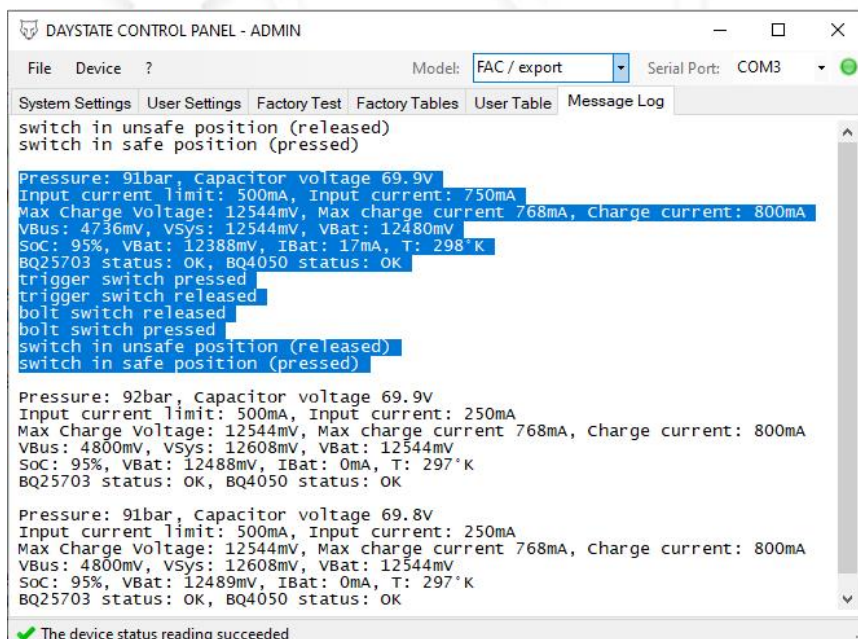 DAYSTATE CONTROL PANEL - ADMIN
File Device ? Model: FAC / export Serial Port: COM3
System Settings User Settings Factory Test Factory Tables User Table Message Log
switch in unsafe position (released)
switch in safe position (pressed)
Pressure: 91bar, Capacitor voltage 69.9V
Input current limit: 500mA, Input current: 750mA
Max Charge Voltage: 12544mV, Max charge current 768mA, Charge current: 800mA
VBus: 4736mV, VSys: 12544mV, VBat: 12480mV
SoC: 95%, VBat: 12388mV, IBat: 17mA, T: 298°K
BQ25703 status: OK, BQ4050 status: OK
trigger switch pressed
trigger switch released
bolt switch released
bolt switch pressed
switch in unsafe position (released)
switch in safe position (pressed)
Pressure: 92bar, Capacitor voltage 69.9V
Input current limit: 500mA, Input current: 250mA
Max Charge Voltage: 12544mV, Max charge current 768mA, Charge current: 800mA
VBus: 4800mV, VSys: 12608mV, VBat: 12544mV
SoC: 95%, VBat: 12488mV, IBat: 0mA, T: 297°K
BQ25703 status: OK, BQ4050 status: OK
Pressure: 91bar, Capacitor voltage 69.8V
Input current limit: 500mA, Input current: 250mA
Max Charge Voltage: 12544mV, Max charge current 768mA, Charge current: 800mA
VBus: 4800mV, VSys: 12608mV, VBat: 12544mV
SoC: 95%, VBat: 12489mV, IBat: 0mA, T: 297°K
BQ25703 status: OK, BQ4050 status: OK
The device status reading succeeded